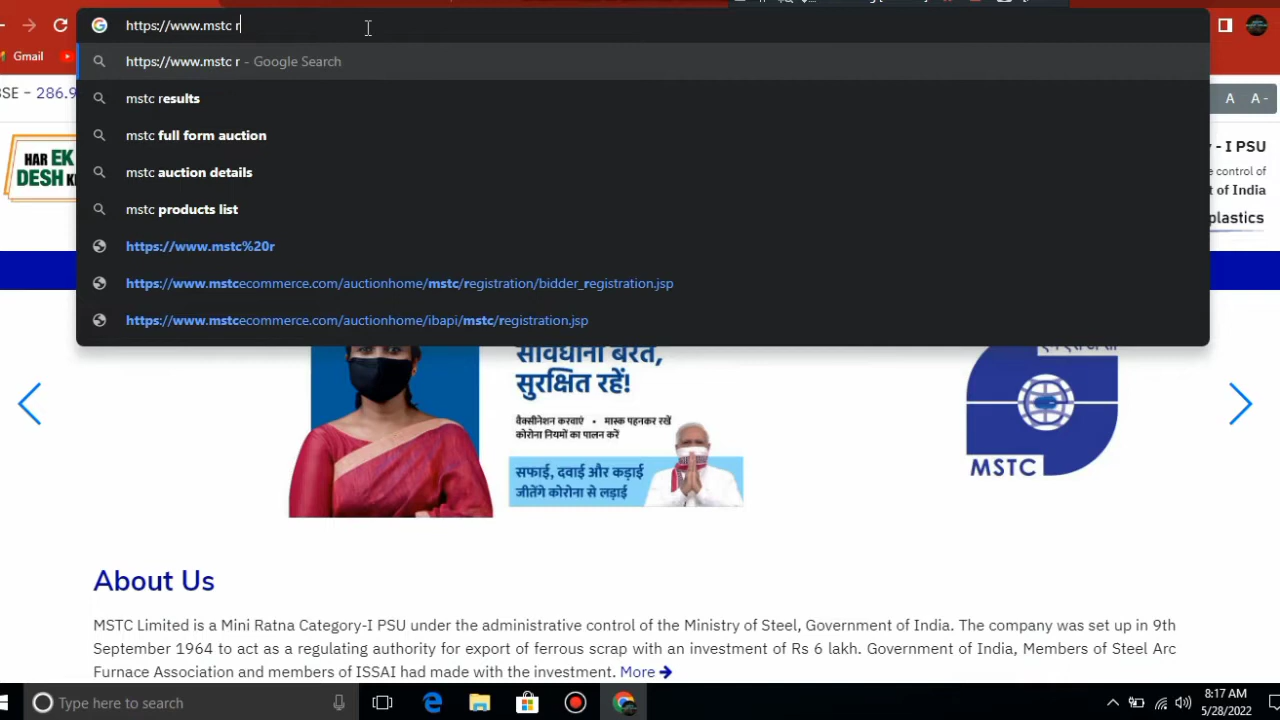 https://www.mstc r
Gmail
https://www.mstc r - Google Search
SSE - 286.9
mstc results
A A-
mstc full form auction
HAR EK
DESH
- I PSU
mstc auction details
e control of
t of India
mstc products list
plastics
https://www.mstc%20r
https://www.mstcecommerce.com/auctionhome/mstc/registration/bidder_registration.jsp
https://www.mstcecommerce.com/auctionhome/ibapi/mstc/registration.jsp
सावधानी बरतें,
सुरक्षित रहें!
वैक्सीनेशन करवाएं • मास्क पहनकर रखें
कोरोना नियमों का पालन करें
MSTC
सफाई, दवाई और कड़ाई
जीतेंगे कोरोना से लड़ाई
About Us
MSTC Limited is a Mini Ratna Category-I PSU under the administrative control of the Ministry of Steel, Government of India. The company was set up in 9th
September 1964 to act as a regulating authority for export of ferrous scrap with an investment of Rs 6 lakh. Government of India, Members of Steel Arc
Furnace Association and members of ISSAI had made with the investment. More →
Type here to search
8:17 AM
5/28/2022